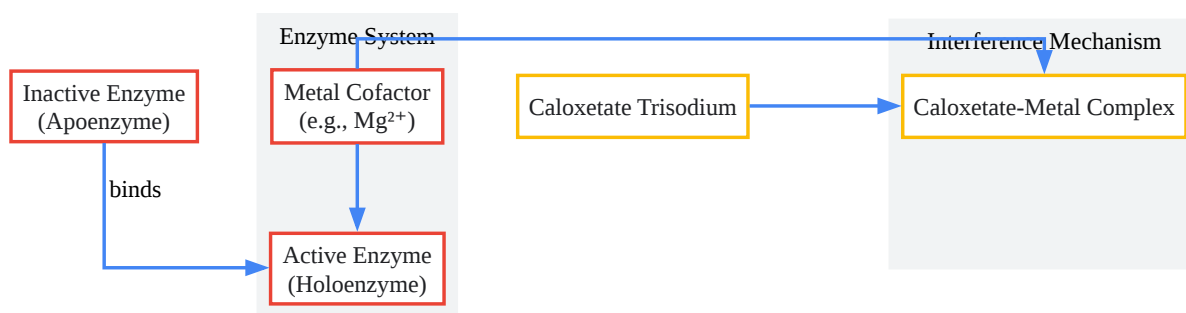 Enzyme System
Interference Mechanism
Inactive Enzyme
(Apoenzyme)
Metal Cofactor
(e.g., Mg²⁺)
Caloxetate Trisodium
Caloxetate-Metal Complex
binds
Active Enzyme
(Holoenzyme)